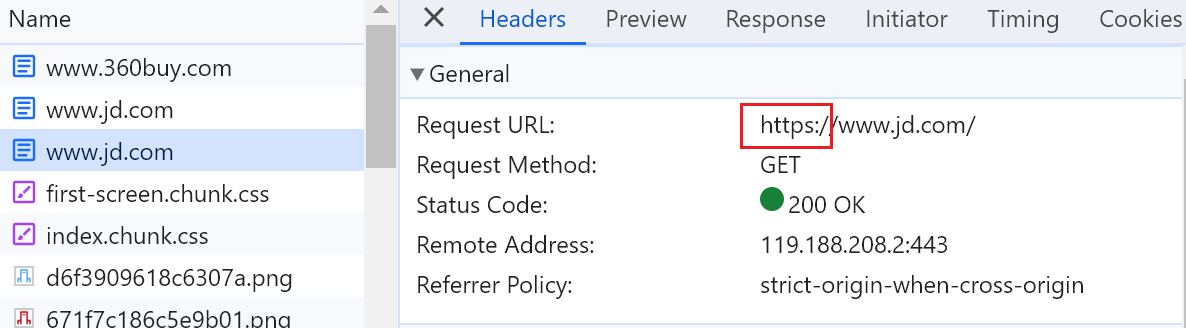 Name
www.360buy.com
www.jd.com
www.jd.com
first-screen.chunk.css
index.chunk.css
d6f3909618c6307a.png
671f7c186c5e9b01.png
Headers Preview Response Initiator Timing Cookies
General
Request URL: https://www.jd.com/
Request Method: GET
Status Code: 200 OK
Remote Address: 119.188.208.2:443
Referrer Policy: strict-origin-when-cross-origin